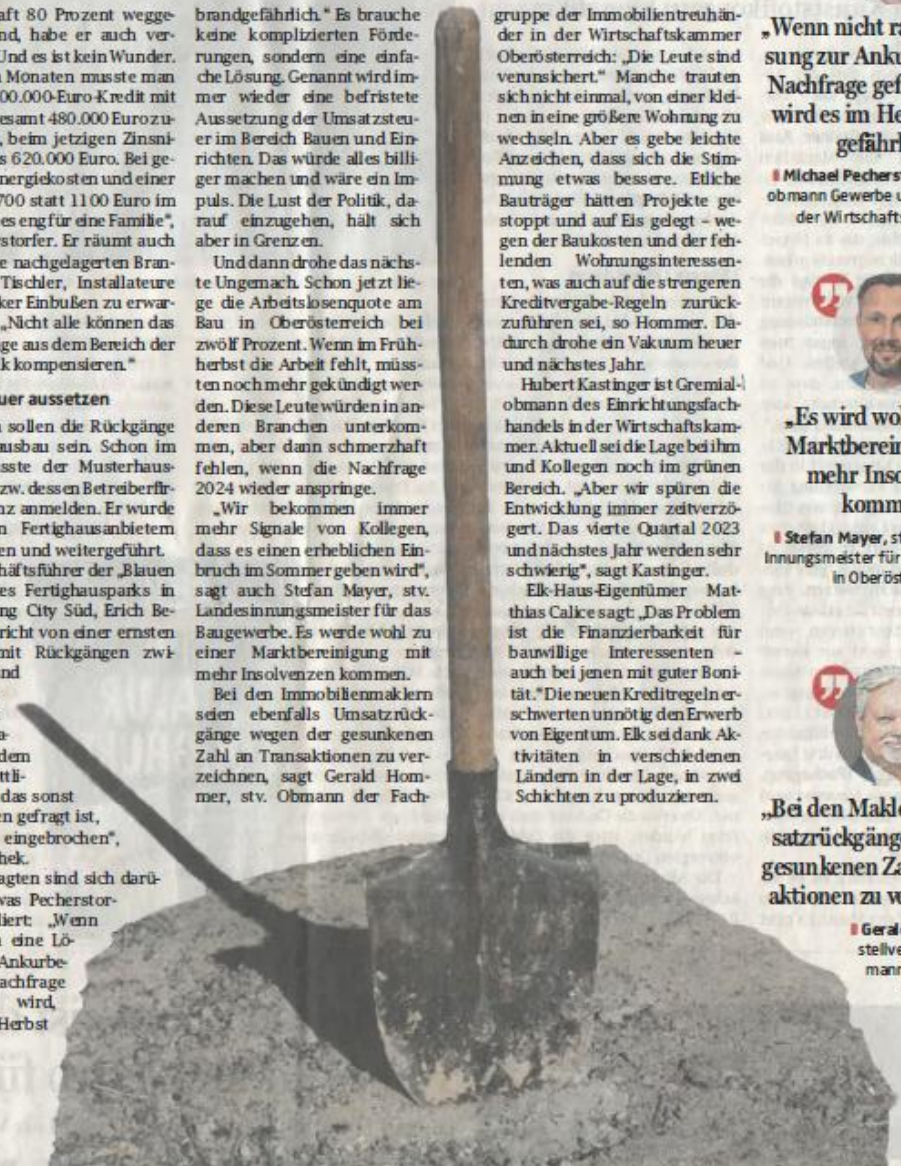 aft 80 Prozent wegge-
nd, habe er auch ver-
Und es ist kein Wunder.
Monaten musste man
00.000-Euro-Kredit mit
esamt 480.000 Euro zu-
, beim jetzigen Zinsni-
s 620.000 Euro. Bei ge-
nergiekosten und einer
700 statt 1100 Euro im
es eng für eine Familie“,
rstorfer. Er räumt auch
e nachgelagerten Bran-
Tischler, Installateure
ker Einbußen zu erwar-
„Nicht alle können das
ge aus dem Bereich der
k kompensieren.“
uer aussetzen
sollen die Rückgänge
ausbau sein. Schon im
sste der Musterhaus-
zw. dessen Betreiberfir-
nz anmelden. Er wurde
n Fertighausanbietern
en und weitergeführt.
häftsführer der „Blauen
es Fertighausparks in
ng City Süd, Erich Be-
richt von einer ernsten
mit Rückgängen zwi-
nd
a-
dem
ttli-
das sonst
en gefragt ist,
eingebrochen“,
hek.
agten sind sich darü-
was Pecherstor-
liert: „Wenn
eine Lö-
Ankurbe-
achfrage
wird,
Herbst
brandgefährlich.“ Es brauche
keine komplizierten Förde-
rungen, sondern eine einfa-
che Lösung. Genannt wird im-
mer wieder eine befristete
Aussetzung der Umsatzsteu-
er im Bereich Bauen und Ein-
richten. Das würde alles billi-
ger machen und wäre ein Im-
puls. Die Lust der Politik, da-
rauf einzugehen, hält sich
aber in Grenzen.
Und dann drohe das nächs-
te Ungemach. Schon jetzt lie-
ge die Arbeitslosenquote am
Bau in Oberösterreich bei
zwölf Prozent. Wenn im Früh-
herbst die Arbeit fehlt, müss-
ten noch mehr gekündigt wer-
den. Diese Leute würden in an-
deren Branchen unterkom-
men, aber dann schmerzhaft
fehlen, wenn die Nachfrage
2024 wieder anspringe.
„Wir bekommen immer
mehr Signale von Kollegen,
dass es einen erheblichen Ein-
bruch im Sommer geben wird“,
sagt auch Stefan Mayer, stv.
Landesinnungsmeister für das
Baugewerbe. Es werde wohl zu
einer Marktbereinigung mit
mehr Insolvenzen kommen.
Bei den Immobilienmaklern
seien ebenfalls Umsatzrück-
gänge wegen der gesunkenen
Zahl an Transaktionen zu ver-
zeichnen, sagt Gerald Hom-
mer, stv. Obmann der Fach-
gruppe der Immobilientreuhän-
der in der Wirtschaftskammer
Oberösterreich: „Die Leute sind
verunsichert.“ Manche trauten
sich nicht einmal, von einer klei-
nen in eine größere Wohnung zu
wechseln. Aber es gebe leichte
Anzeichen, dass sich die Stim-
mung etwas bessere. Etliche
Bauträger hätten Projekte ge-
stoppt und auf Eis gelegt – we-
gen der Baukosten und der feh-
lenden Wohnungsinteressen-
ten, was auch auf die strengeren
Kreditvergabe-Regeln zurück-
zuführen sei, so Hommer. Da-
durch drohe ein Vakuum heuer
und nächstes Jahr.
Hubert Kastinger ist Gremial-
obmann des Einrichtungsfach-
handels in der Wirtschaftskam-
mer. Aktuell sei die Lage bei ihm
und Kollegen noch im grünen
Bereich. „Aber wir spüren die
Entwicklung immer zeitverzö-
gert. Das vierte Quartal 2023
und nächstes Jahr werden sehr
schwierig“, sagt Kastinger.
Elk-Haus-Eigentümer Mat-
thias Calice sagt: „Das Problem
ist die Finanzierbarkeit für
bauwillige Interessenten –
auch bei jenen mit guter Boni-
tät.“ Die neuen Kreditregeln er-
schwerten unnötig den Erwerb
von Eigentum. Elk sei dank Ak-
tivitäten in verschiedenen
Ländern in der Lage, in zwei
Schichten zu produzieren.
„Wenn nicht ra
sung zur Anku
Nachfrage gef
wird es im He
gefährl
Michael Pecherst
obmann Gewerbe u
der Wirtschafts
„Es wird wo
Marktberein
mehr Inso
komm
Stefan Mayer, st
Innungsmeister für
in Oberöst
„Bei den Makl
satzrückgänge
gesunkenen Za
aktionen zu v
Geral
stellve
mann